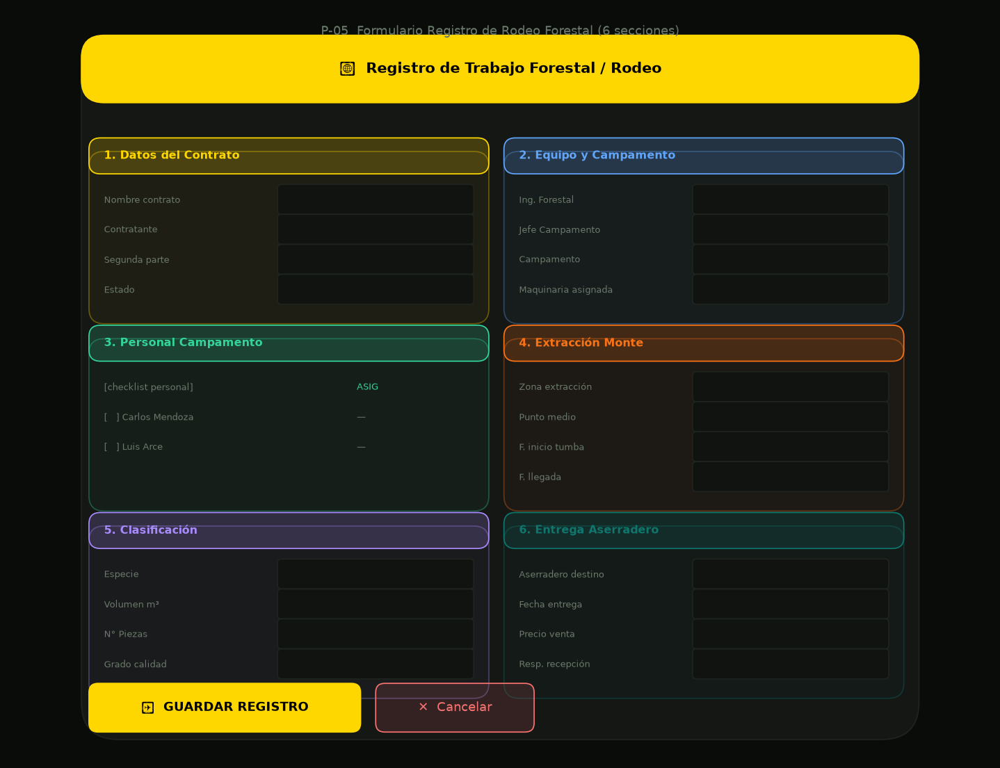 P-05 Formulario Registro de Rodeo Forestal (6 secciones)
Registro de Trabajo Forestal / Rodeo
1. Datos del Contrato
Nombre contrato
Contratante
Segunda parte
Estado
2. Equipo y Campamento
Ing. Forestal
Jefe Campamento
Campamento
Maquinaria asignada
3. Personal Campamento
[checklist personal] ASIG
[ ] Carlos Mendoza —
[ ] Luis Arce —
4. Extracción Monte
Zona extracción
Punto medio
F. inicio tumba
F. llegada
5. Clasificación
Especie
Volumen m³
N° Piezas
Grado calidad
6. Entrega Aserradero
Aserradero destino
Fecha entrega
Precio venta
Resp. recepción
GUARDAR REGISTRO
✕ Cancelar